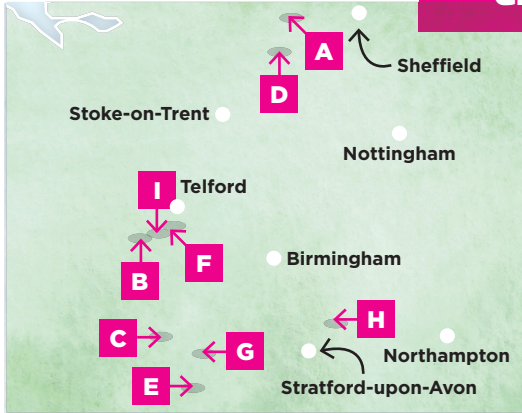 A
Sheffield
D
Stoke-on-Trent
Nottingham
I
Telford
F
B
Birmingham
H
C
G
Northampton
E
Stratford-upon-Avon